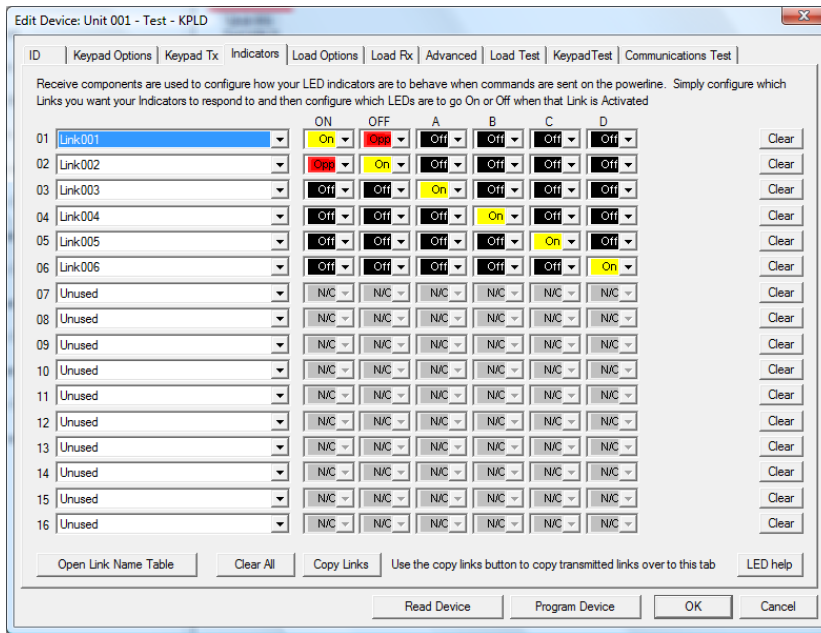 Edit Device: Unit 001 - Test - KPLD
ID Keypad Options Keypad Tx Indicators Load Options Load Rx Advanced Load Test KeypadTest Communications Test
Receive components are used to configure how your LED indicators are to behave when commands are sent on the powerline. Simply configure which
Links you want your Indicators to respond to and then configure which LEDs are to go On or Off when that Link is Activated
ON OFF A B C D
01 Link001 On Opp Off Off Off Off Clear
02 Link002 Opp On Off Off Off Off Clear
03 Link003 Off Off On Off Off Off Clear
04 Link004 Off Off Off On Off Off Clear
05 Link005 Off Off Off Off On Off Clear
06 Link006 Off Off Off Off Off On Clear
07 Unused N/C N/C N/C N/C N/C N/C Clear
08 Unused N/C N/C N/C N/C N/C N/C Clear
09 Unused N/C N/C N/C N/C N/C N/C Clear
10 Unused N/C N/C N/C N/C N/C N/C Clear
11 Unused N/C N/C N/C N/C N/C N/C Clear
12 Unused N/C N/C N/C N/C N/C N/C Clear
13 Unused N/C N/C N/C N/C N/C N/C Clear
14 Unused N/C N/C N/C N/C N/C N/C Clear
15 Unused N/C N/C N/C N/C N/C N/C Clear
16 Unused N/C N/C N/C N/C N/C N/C Clear
Open Link Name Table Clear All Copy Links Use the copy links button to copy transmitted links over to this tab LED help
Read Device Program Device OK Cancel